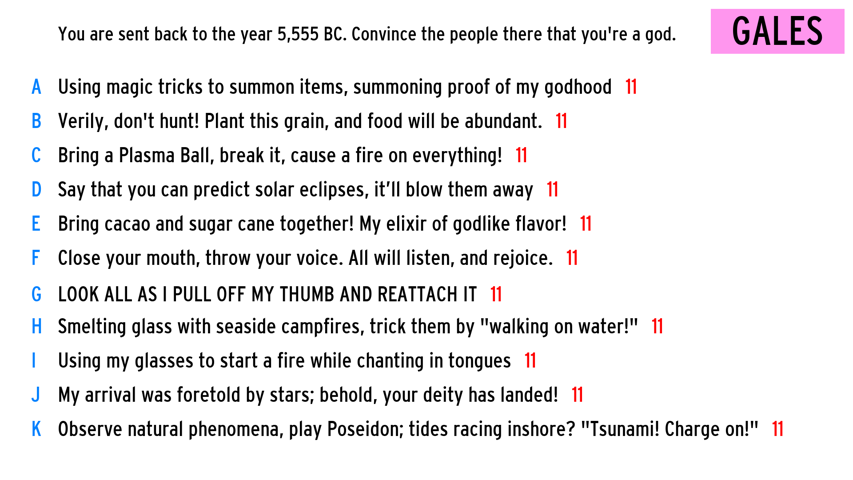 You are sent back to the year 5,555 BC. Convince the people there that you're a god.
GALES
A Using magic tricks to summon items, summoning proof of my godhood 11
B Verily, don't hunt! Plant this grain, and food will be abundant. 11
C Bring a Plasma Ball, break it, cause a fire on everything! 11
D Say that you can predict solar eclipses, it’ll blow them away 11
E Bring cacao and sugar cane together! My elixir of godlike flavor! 11
F Close your mouth, throw your voice. All will listen, and rejoice. 11
G LOOK ALL AS I PULL OFF MY THUMB AND REATTACH IT 11
H Smelting glass with seaside campfires, trick them by "walking on water!" 11
I Using my glasses to start a fire while chanting in tongues 11
J My arrival was foretold by stars; behold, your deity has landed! 11
K Observe natural phenomena, play Poseidon; tides racing inshore? "Tsunami! Charge on!" 11